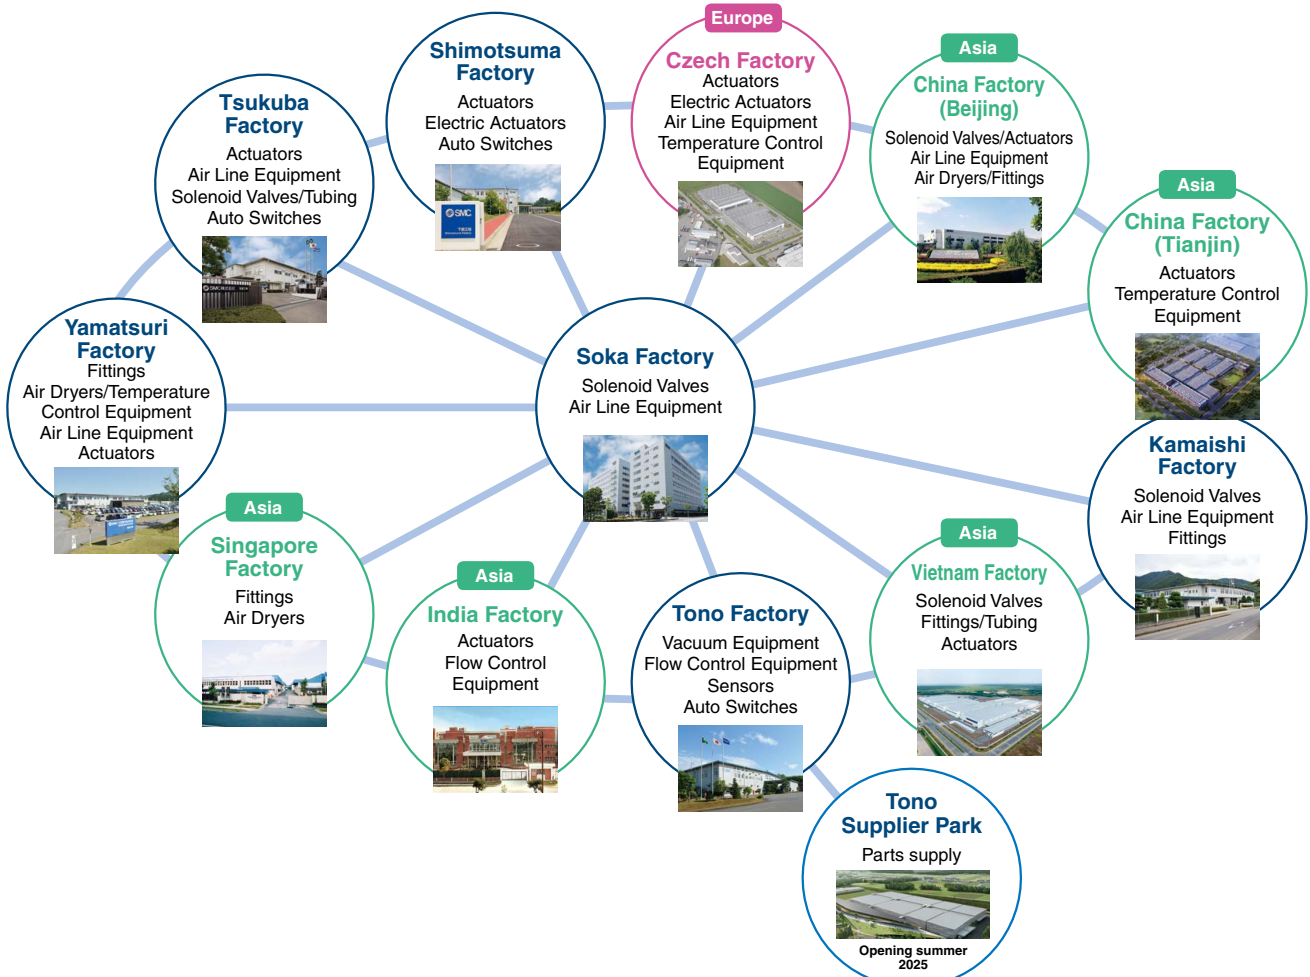 Europe
Shimotsuma
Factory
Actuators
Electric Actuators
Auto Switches
SMC
Czech Factory
Actuators
Electric Actuators
Air Line Equipment
Temperature Control
Equipment
Asia
China Factory
(Beijing)
Solenoid Valves/Actuators
Air Line Equipment
Air Dryers/Fittings
Tsukuba
Factory
Actuators
Air Line Equipment
Solenoid Valves/Tubing
Auto Switches
SMC
Asia
China Factory
(Tianjin)
Actuators
Temperature Control
Equipment
Yamatsuri
Factory
Fittings
Air Dryers/Temperature
Control Equipment
Air Line Equipment
Actuators
Soka Factory
Solenoid Valves
Air Line Equipment
Kamaishi
Factory
Solenoid Valves
Air Line Equipment
Fittings
Asia
Singapore
Factory
Fittings
Air Dryers
Asia
India Factory
Actuators
Flow Control
Equipment
Tono Factory
Vacuum Equipment
Flow Control Equipment
Sensors
Auto Switches
Asia
Vietnam Factory
Solenoid Valves
Fittings/Tubing
Actuators
Tono
Supplier Park
Parts supply
Opening summer
2025